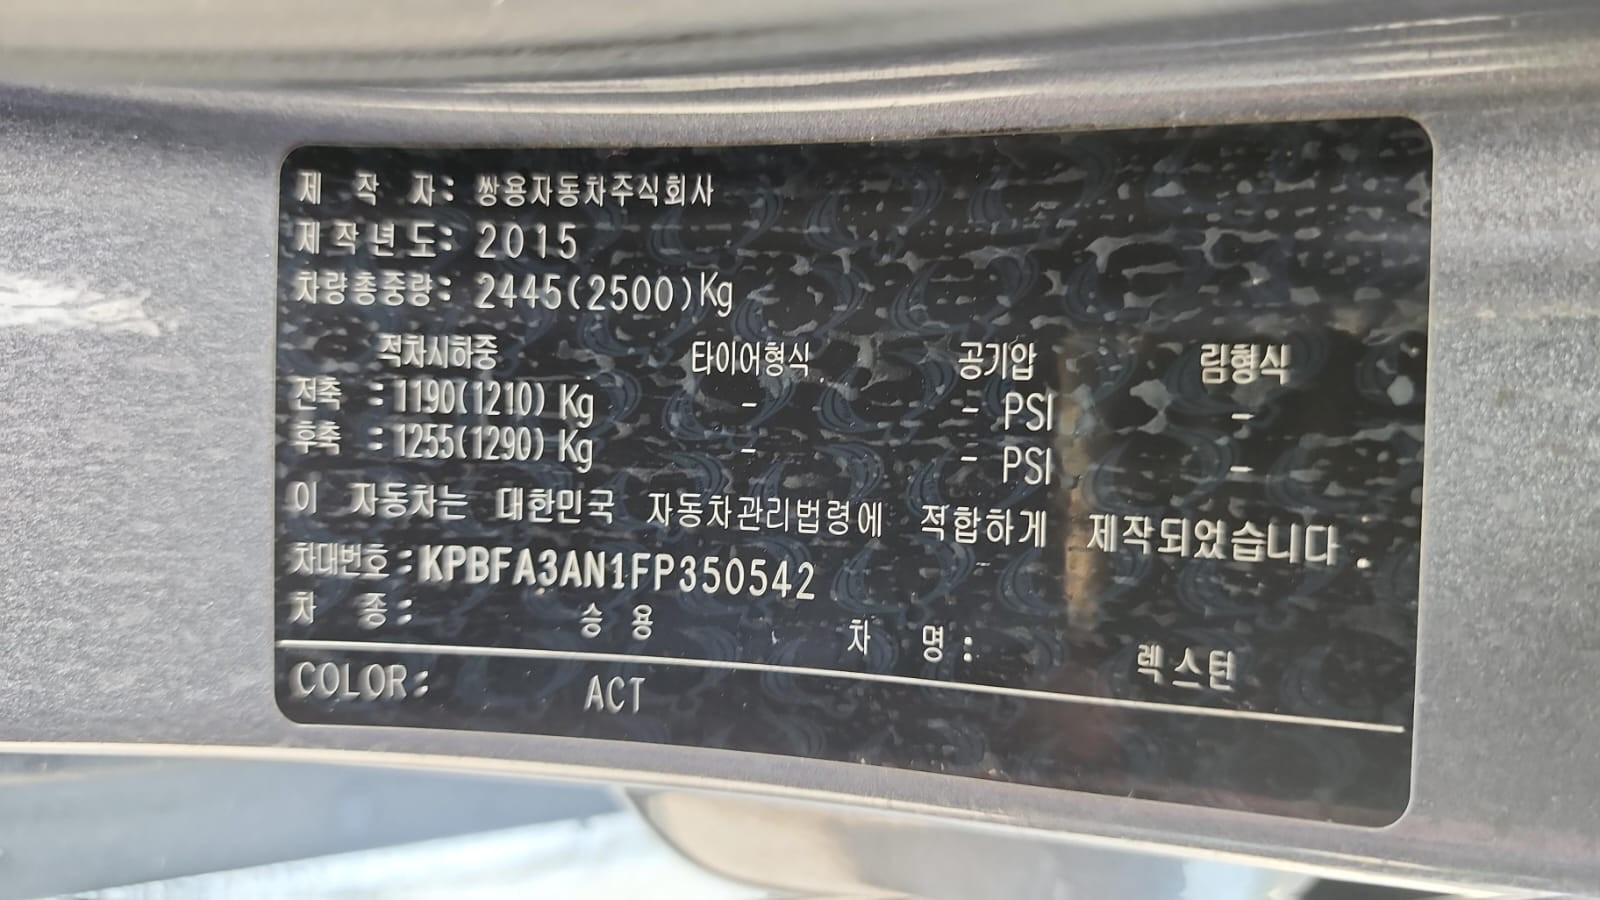 제 작 자: 쌍용자동차주식회사
제작년도: 2015
차량총중량: 2445(2500)Kg
적차시하중 타이어형식 공기압 림형식
전축 : 1190(1210) Kg - - PSI -
후축 : 1255(1290) Kg - - PSI -
이 자동차는 대한민국 자동차관리법령에 적합하게 제작되었습니다.
차대번호: KPBFA3AN1FP350542
차 종: 승 용 차 명: 렉스턴
COLOR: ACT